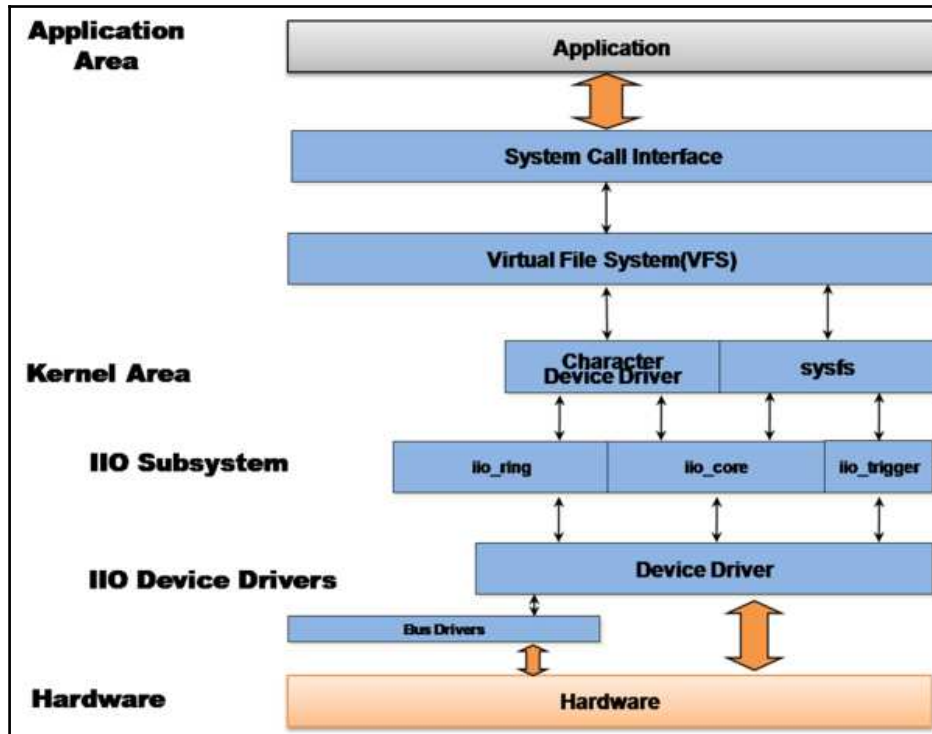 Application
Area
Application
System Call Interface
Virtual File System(VFS)
Kernel Area
Character
Device Driver
sysfs
IIO Subsystem
iio_ring
iio_core
iio_trigger
IIO Device Drivers
Device Driver
Bus Drivers
Hardware
Hardware